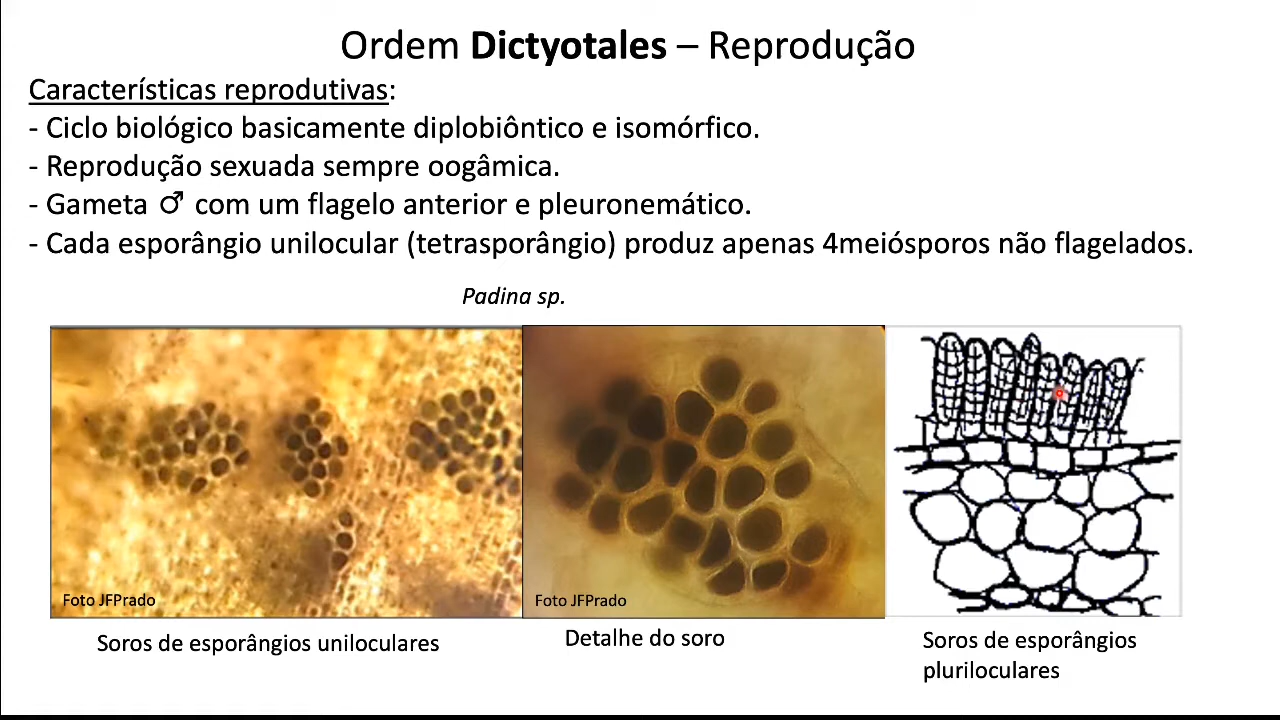 Ordem Dictyotales – Reprodução
Características reprodutivas:
- Ciclo biológico basicamente diplobiôntico e isomórfico.
- Reprodução sexuada sempre oogâmica.
- Gameta ♂ com um flagelo anterior e pleuronemático.
- Cada esporângio unilocular (tetrasporângio) produz apenas 4meiósporos não flagelados.
Padina sp.
Foto JFPrado
Foto JFPrado
Soros de esporângios uniloculares
Detalhe do soro
Soros de esporângios
pluriloculares